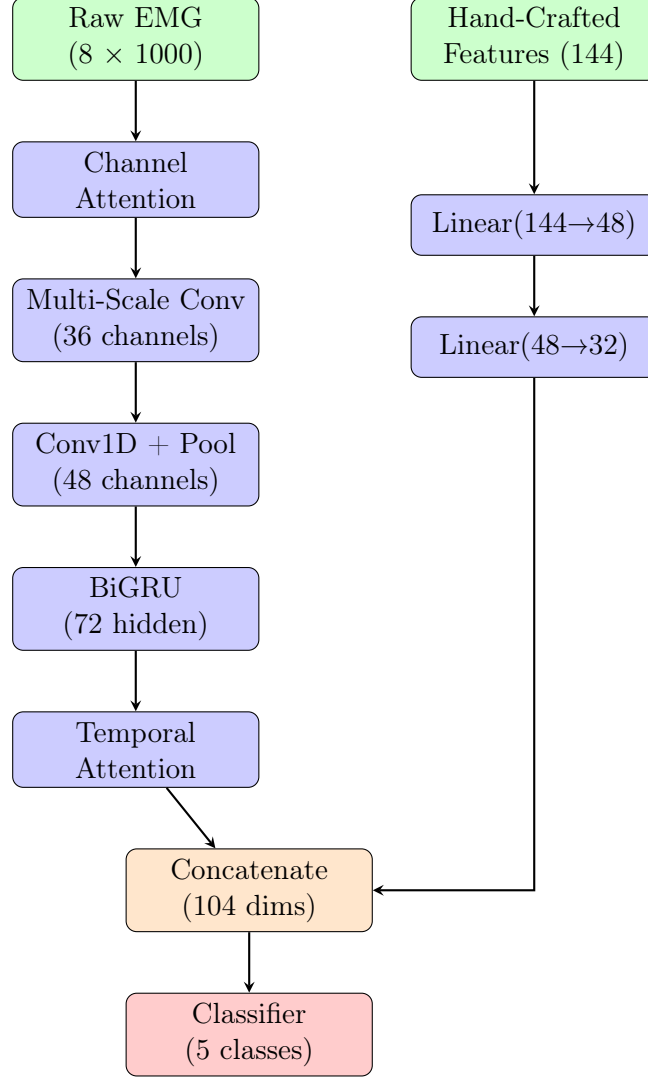 Raw EMG
(8 × 1000)
Channel
Attention
Multi-Scale Conv
(36 channels)
Conv1D + Pool
(48 channels)
BiGRU
(72 hidden)
Temporal
Attention
Hand-Crafted
Features (144)
Linear(144→48)
Linear(48→32)
Concatenate
(104 dims)
Classifier
(5 classes)